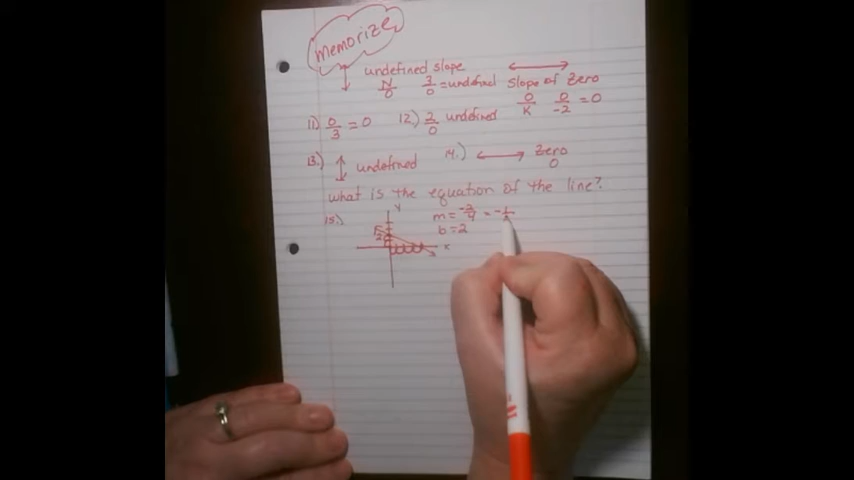 memorize
undefined slope
N/0 3/0 = undefined slope of zero
0/K 0/-2 = 0
11.) 0/3 = 0 12.) 2/0 undefined
13.) undefined 14.) zero
0
what is the equation of the line?
15.) y m = -2/4 = -1/
2 b = 2
x